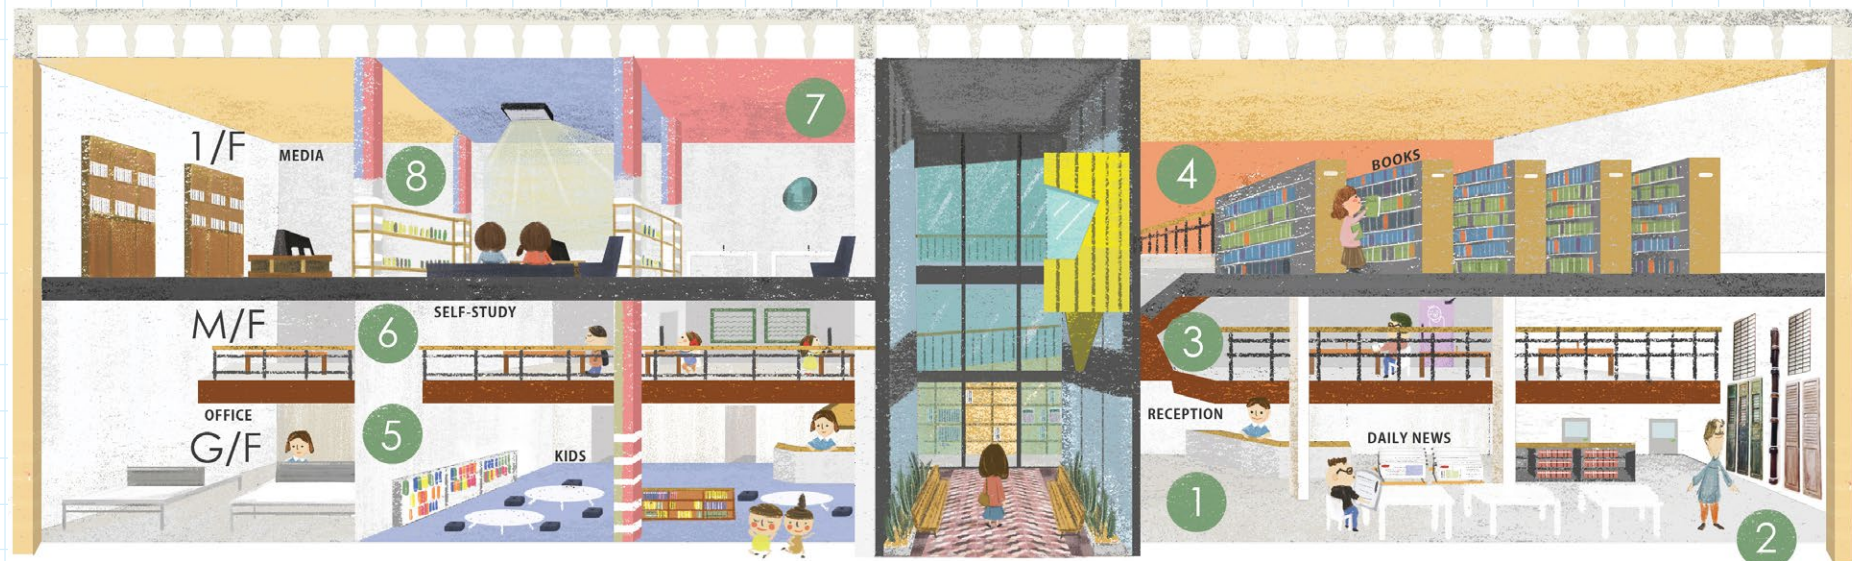 1/F
MEDIA
8
7
4
BOOKS
M/F
6
SELF-STUDY
3
OFFICE
G/F
5
KIDS
RECEPTION
DAILY NEWS
1
2